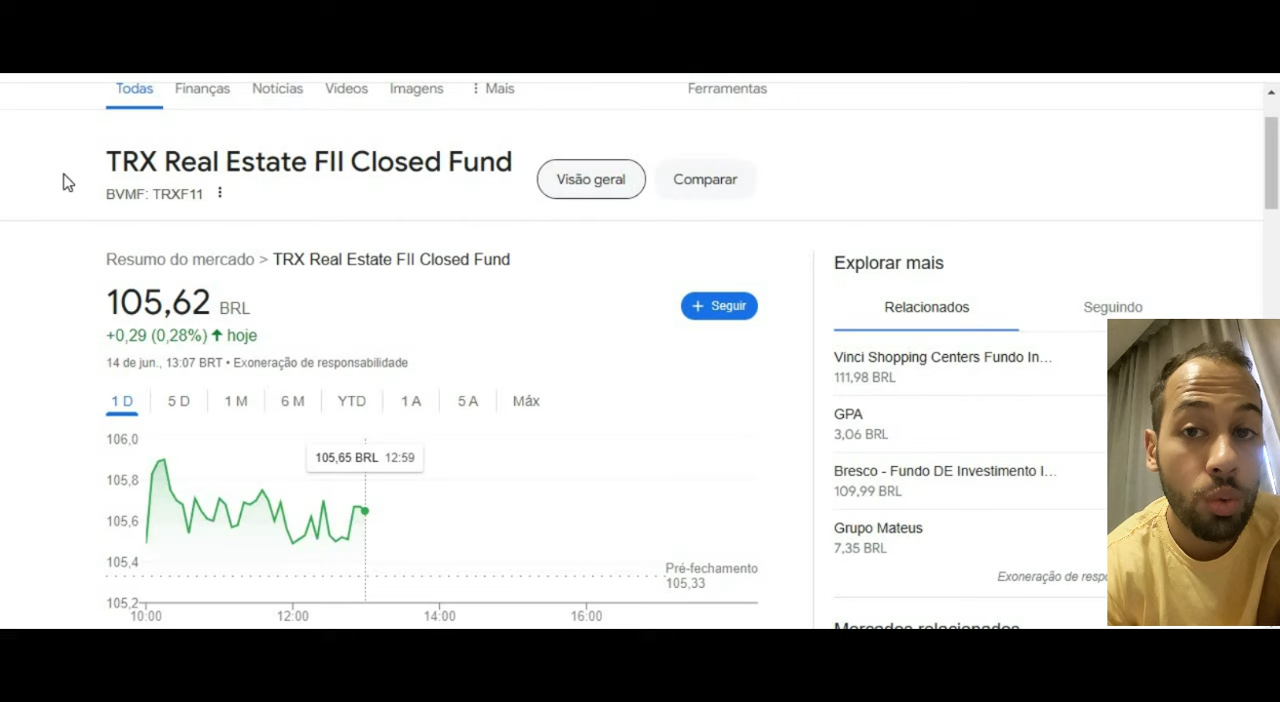 Todas Finanças Notícias Vídeos Imagens Mais Ferramentas
TRX Real Estate FII Closed Fund
BVMF: TRXF11
Visão geral Comparar
Resumo do mercado > TRX Real Estate FII Closed Fund
105,62 BRL
+0,29 (0,28%) hoje
14 de jun., 13:07 BRT • Exoneração de responsabilidade
+ Seguir
1 D 5 D 1 M 6 M YTD 1 A 5 A Máx
105,65 BRL 12:59
106,0
105,8
105,6
105,4
105,2
Pré-fechamento
105,33
10:00 12:00 14:00 16:00
Explorar mais
Relacionados Seguindo
Vinci Shopping Centers Fundo In...
111,98 BRL
GPA
3,06 BRL
Bresco - Fundo DE Investimento I...
109,99 BRL
Grupo Mateus
7,35 BRL
Exoneração de respo
Mercados relacionados